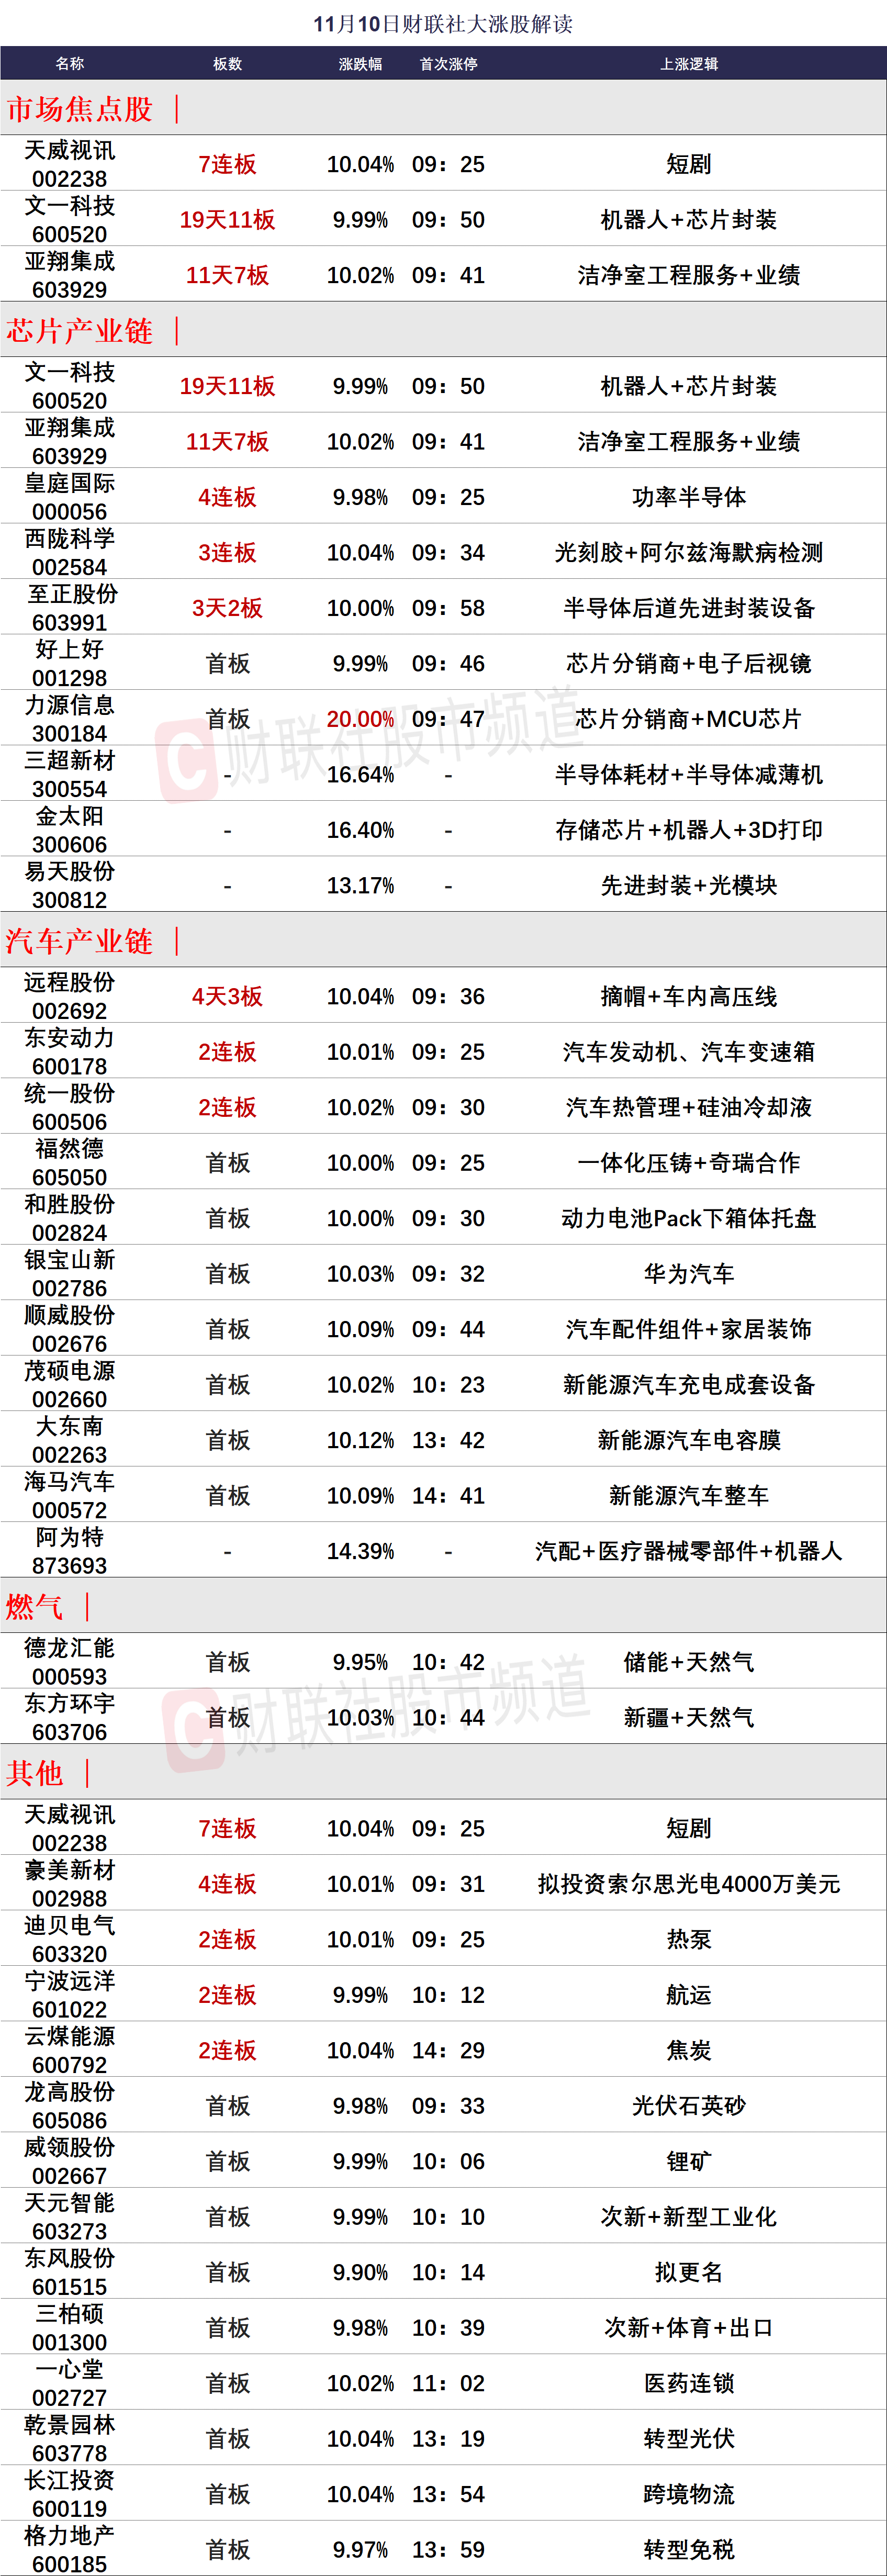 11月10日财联社大涨股解读
名称 板数 涨跌幅 首次涨停 上涨逻辑
市场焦点股 ｜
天威视讯
002238 7连板 10.04% 09：25 短剧
文一科技
600520 19天11板 9.99% 09：50 机器人+芯片封装
亚翔集成
603929 11天7板 10.02% 09：41 洁净室工程服务+业绩
芯片产业链 ｜
文一科技
600520 19天11板 9.99% 09：50 机器人+芯片封装
亚翔集成
603929 11天7板 10.02% 09：41 洁净室工程服务+业绩
皇庭国际
000056 4连板 9.98% 09：25 功率半导体
西陇科学
002584 3连板 10.04% 09：34 光刻胶+阿尔兹海默病检测
至正股份
603991 3天2板 10.00% 09：58 半导体后道先进封装设备
好上好
001298 首板 9.99% 09：46 芯片分销商+电子后视镜
力源信息
300184 首板 20.00% 09：47 芯片分销商+MCU芯片
三超新材
300554 - 16.64% - 半导体耗材+半导体减薄机
金太阳
300606 - 16.40% - 存储芯片+机器人+3D打印
易天股份
300812 - 13.17% - 先进封装+光模块
财联社股市频道
汽车产业链 ｜
远程股份
002692 4天3板 10.04% 09：36 摘帽+车内高压线
东安动力
600178 2连板 10.01% 09：25 汽车发动机、汽车变速箱
统一股份
600506 2连板 10.02% 09：30 汽车热管理+硅油冷却液
福然德
605050 首板 10.00% 09：25 一体化压铸+奇瑞合作
和胜股份
002824 首板 10.00% 09：30 动力电池Pack下箱体托盘
银宝山新
002786 首板 10.03% 09：32 华为汽车
顺威股份
002676 首板 10.09% 09：44 汽车配件组件+家居装饰
茂硕电源
002660 首板 10.02% 10：23 新能源汽车充电成套设备
大东南
002263 首板 10.12% 13：42 新能源汽车电容膜
海马汽车
000572 首板 10.09% 14：41 新能源汽车整车
阿为特
873693 - 14.39% - 汽配+医疗器械零部件+机器人
燃气 ｜
德龙汇能
000593 首板 9.95% 10：42 储能+天然气
东方环宇
603706 首板 10.03% 10：44 新疆+天然气
财联社股市频道
其他 ｜
天威视讯
002238 7连板 10.04% 09：25 短剧
豪美新材
002988 4连板 10.01% 09：31 拟投资索尔思光电4000万美元
迪贝电气
603320 2连板 10.01% 09：25 热泵
宁波远洋
601022 2连板 9.99% 10：12 航运
云煤能源
600792 2连板 10.04% 14：29 焦炭
龙高股份
605086 首板 9.98% 09：33 光伏石英砂
威领股份
002667 首板 9.99% 10：06 锂矿
天元智能
603273 首板 9.99% 10：10 次新+新型工业化
东风股份
601515 首板 9.90% 10：14 拟更名
三柏硕
001300 首板 9.98% 10：39 次新+体育+出口
一心堂
002727 首板 10.02% 11：02 医药连锁
乾景园林
603778 首板 10.04% 13：19 转型光伏
长江投资
600119 首板 10.04% 13：54 跨境物流
格力地产
600185 首板 9.97% 13：59 转型免税